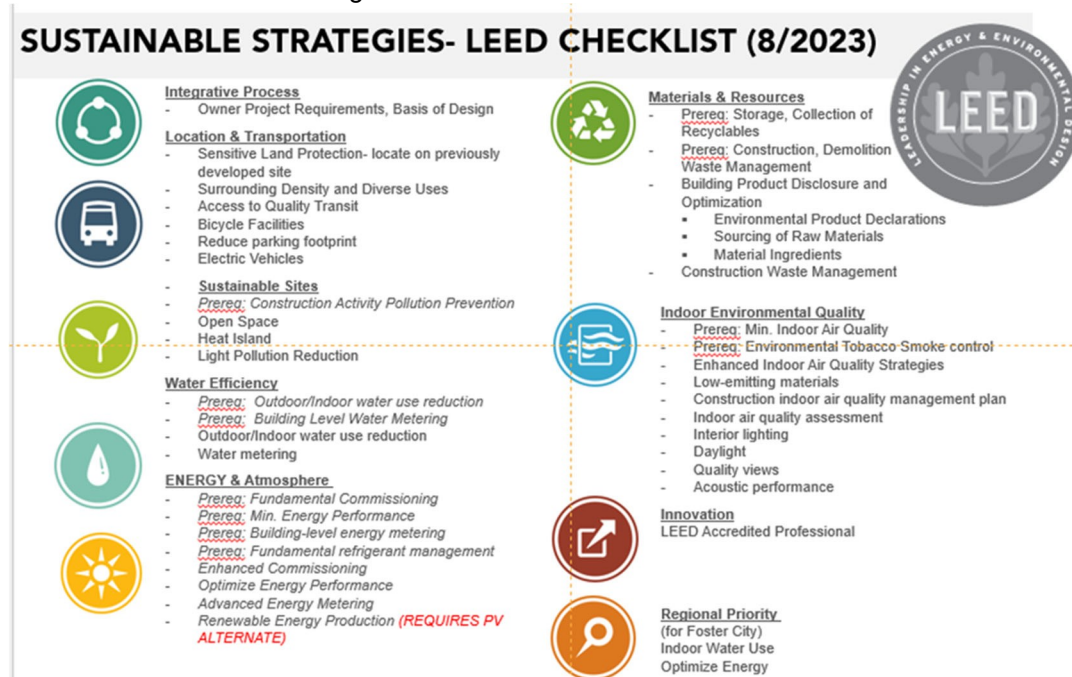 SUSTAINABLE STRATEGIES- LEED CHECKLIST (8/2023)
Integrative Process
- Owner Project Requirements, Basis of Design
Location & Transportation
- Sensitive Land Protection- locate on previously
developed site
- Surrounding Density and Diverse Uses
- Access to Quality Transit
- Bicycle Facilities
- Reduce parking footprint
- Electric Vehicles
- Sustainable Sites
- Prereq: Construction Activity Pollution Prevention
- Open Space
- Heat Island
- Light Pollution Reduction
Water Efficiency
- Prereq: Outdoor/Indoor water use reduction
- Prereq: Building Level Water Metering
- Outdoor/Indoor water use reduction
- Water metering
ENERGY & Atmosphere
- Prereq: Fundamental Commissioning
- Prereq: Min. Energy Performance
- Prereq: Building-level energy metering
- Prereq: Fundamental refrigerant management
- Enhanced Commissioning
- Optimize Energy Performance
- Advanced Energy Metering
- Renewable Energy Production (REQUIRES PV
ALTERNATE)
Materials & Resources
- Prereq: Storage, Collection of
Recyclables
- Prereq: Construction, Demolition
Waste Management
- Building Product Disclosure and
Optimization
▪ Environmental Product Declarations
▪ Sourcing of Raw Materials
▪ Material Ingredients
- Construction Waste Management
Indoor Environmental Quality
- Prereq: Min. Indoor Air Quality
- Prereq: Environmental Tobacco Smoke control
- Enhanced Indoor Air Quality Strategies
- Low-emitting materials
- Construction indoor air quality management plan
- Indoor air quality assessment
- Interior lighting
- Daylight
- Quality views
- Acoustic performance
Innovation
LEED Accredited Professional
Regional Priority
(for Foster City)
Indoor Water Use
Optimize Energy
LEADERSHIP IN ENERGY & ENVIRONMENTAL DESIGN
LEED